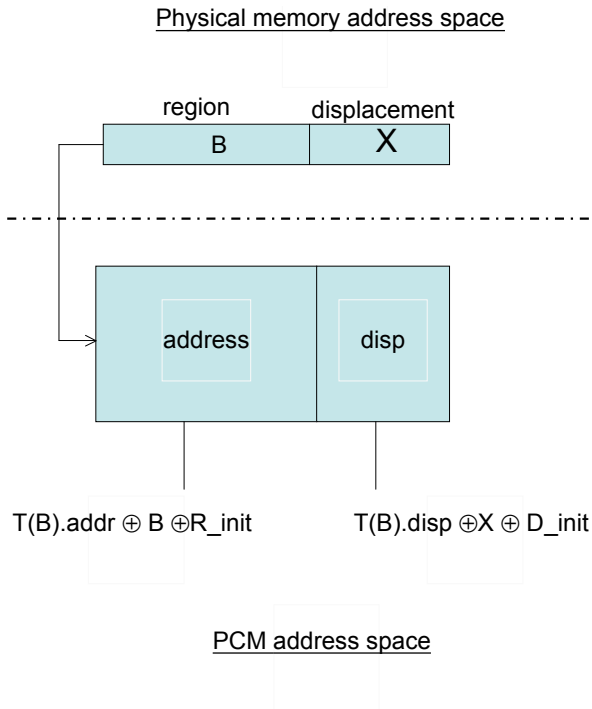 Physical memory address space
region displacement
B X
address disp
T(B).addr ⊕ B ⊕R_init T(B).disp ⊕X ⊕ D_init
PCM address space